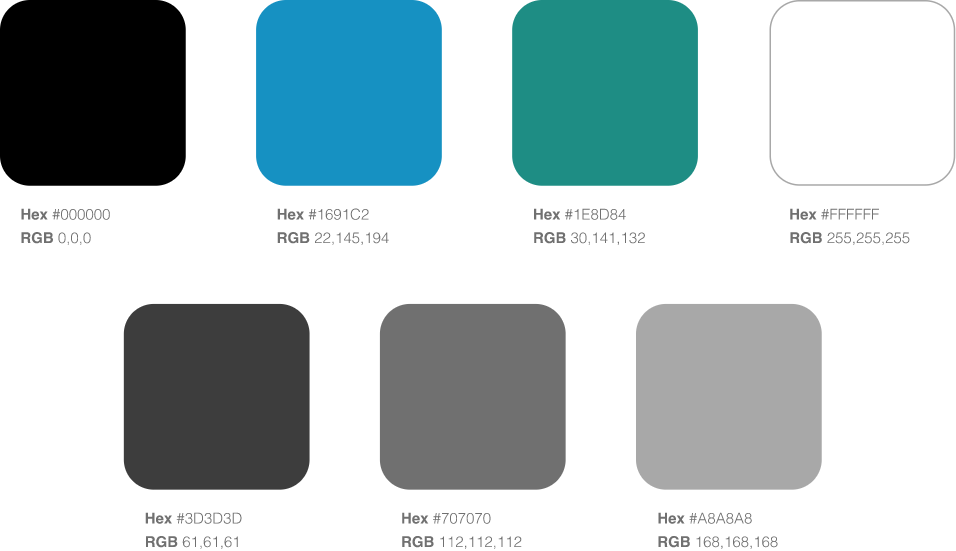 Hex #000000
RGB 0,0,0
Hex #1691C2
RGB 22,145,194
Hex #1E8D84
RGB 30,141,132
Hex #FFFFFF
RGB 255,255,255
Hex #3D3D3D
RGB 61,61,61
Hex #707070
RGB 112,112,112
Hex #A8A8A8
RGB 168,168,168